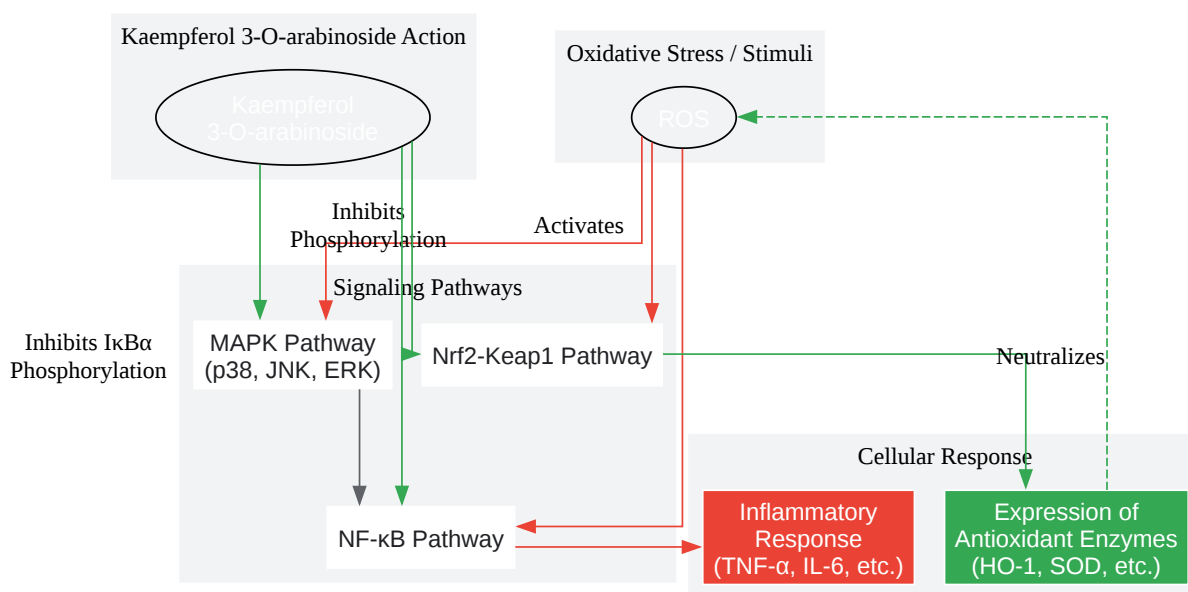 Kaempferol 3-O-arabinoside Action
Kaempferol
3-O-arabinoside
Oxidative Stress / Stimuli
ROS
Inhibits
Phosphorylation
Activates
Signaling Pathways
Inhibits IκBα
Phosphorylation
MAPK Pathway
(p38, JNK, ERK)
Nrf2-Keap1 Pathway
Neutralizes
Cellular Response
NF-κB Pathway
Inflammatory
Response
(TNF-α, IL-6, etc.)
Expression of
Antioxidant Enzymes
(HO-1, SOD, etc.)